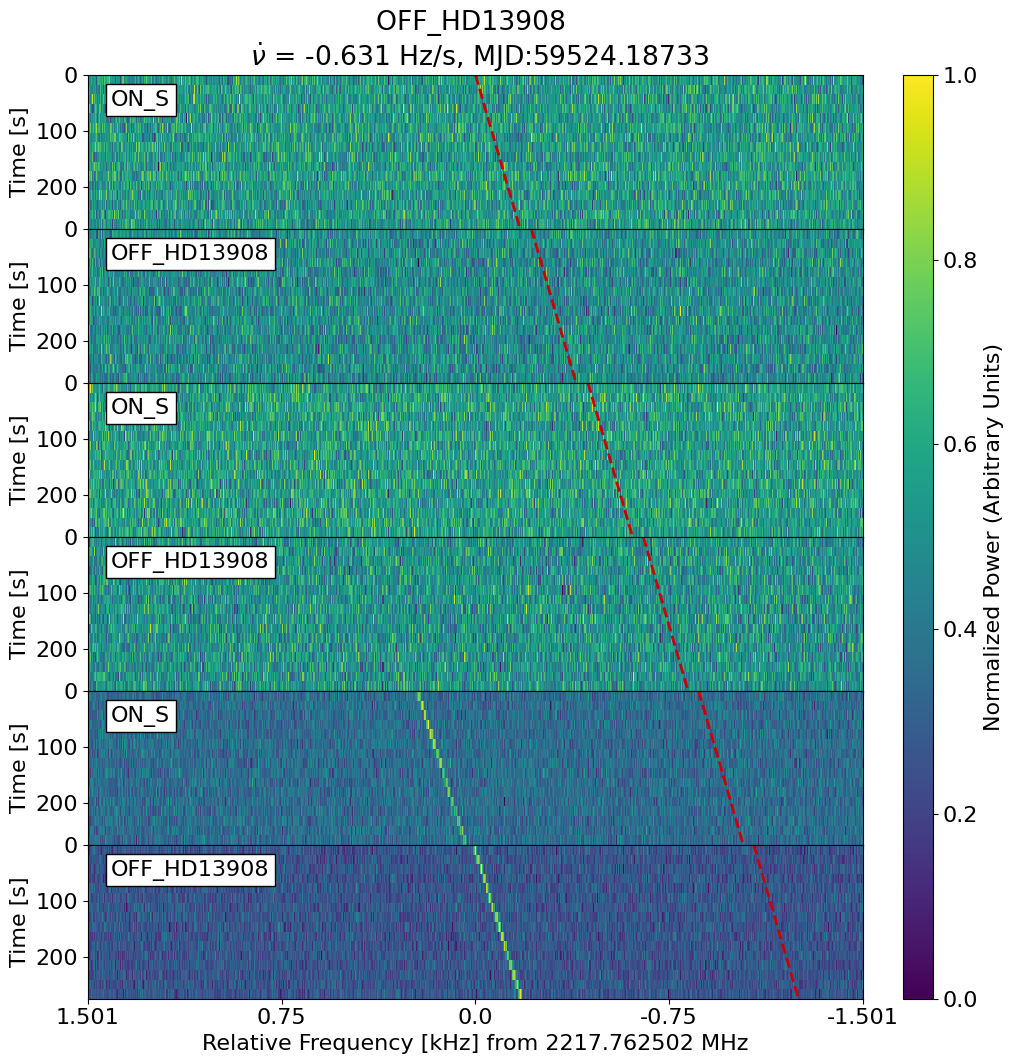 OFF_HD13908
ν̇ = -0.631 Hz/s, MJD:59524.18733
0
ON_S
100
200
Time [s]
0
OFF_HD13908
100
200
Time [s]
0
ON_S
100
200
Time [s]
0
OFF_HD13908
100
200
Time [s]
0
ON_S
100
200
Time [s]
0
OFF_HD13908
100
200
Time [s]
1.501 0.75 0.0 -0.75 -1.501
Relative Frequency [kHz] from 2217.762502 MHz
1.0
0.8
0.6
0.4
0.2
0.0
Normalized Power (Arbitrary Units)